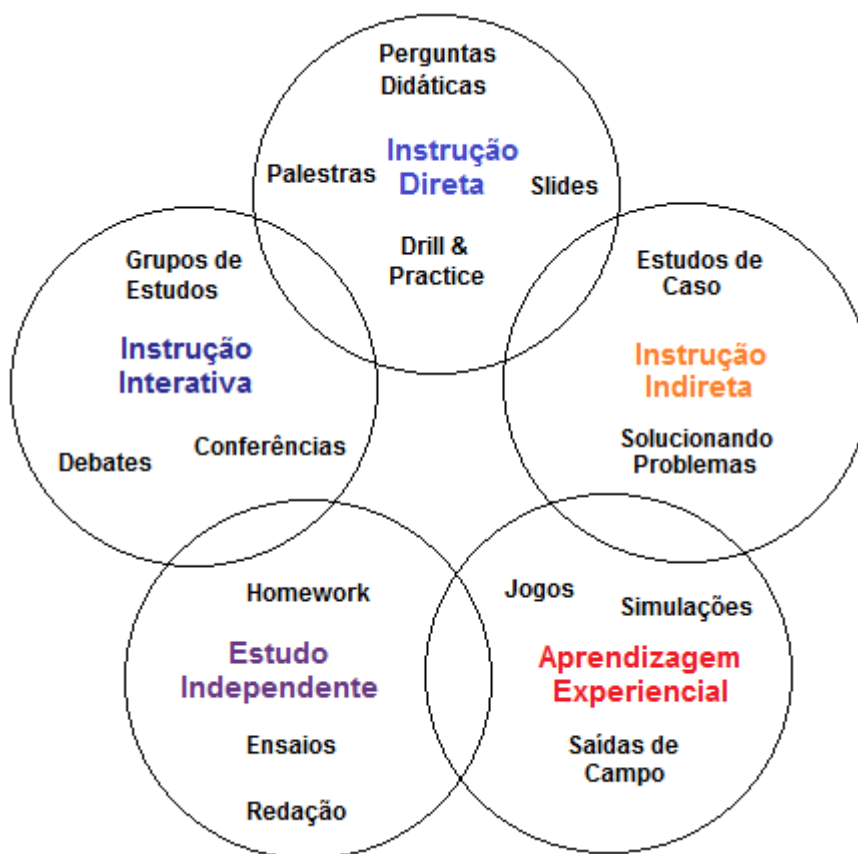 Perguntas
Didáticas
Instrução
Direta
Palestras
Slides
Drill &
Practice
Grupos de
Estudos
Instrução
Interativa
Debates
Conferências
Estudos de
Caso
Instrução
Indireta
Solucionando
Problemas
Homework
Estudo
Independente
Ensaios
Redação
Jogos
Simulações
Aprendizagem
Experiencial
Saídas de
Campo